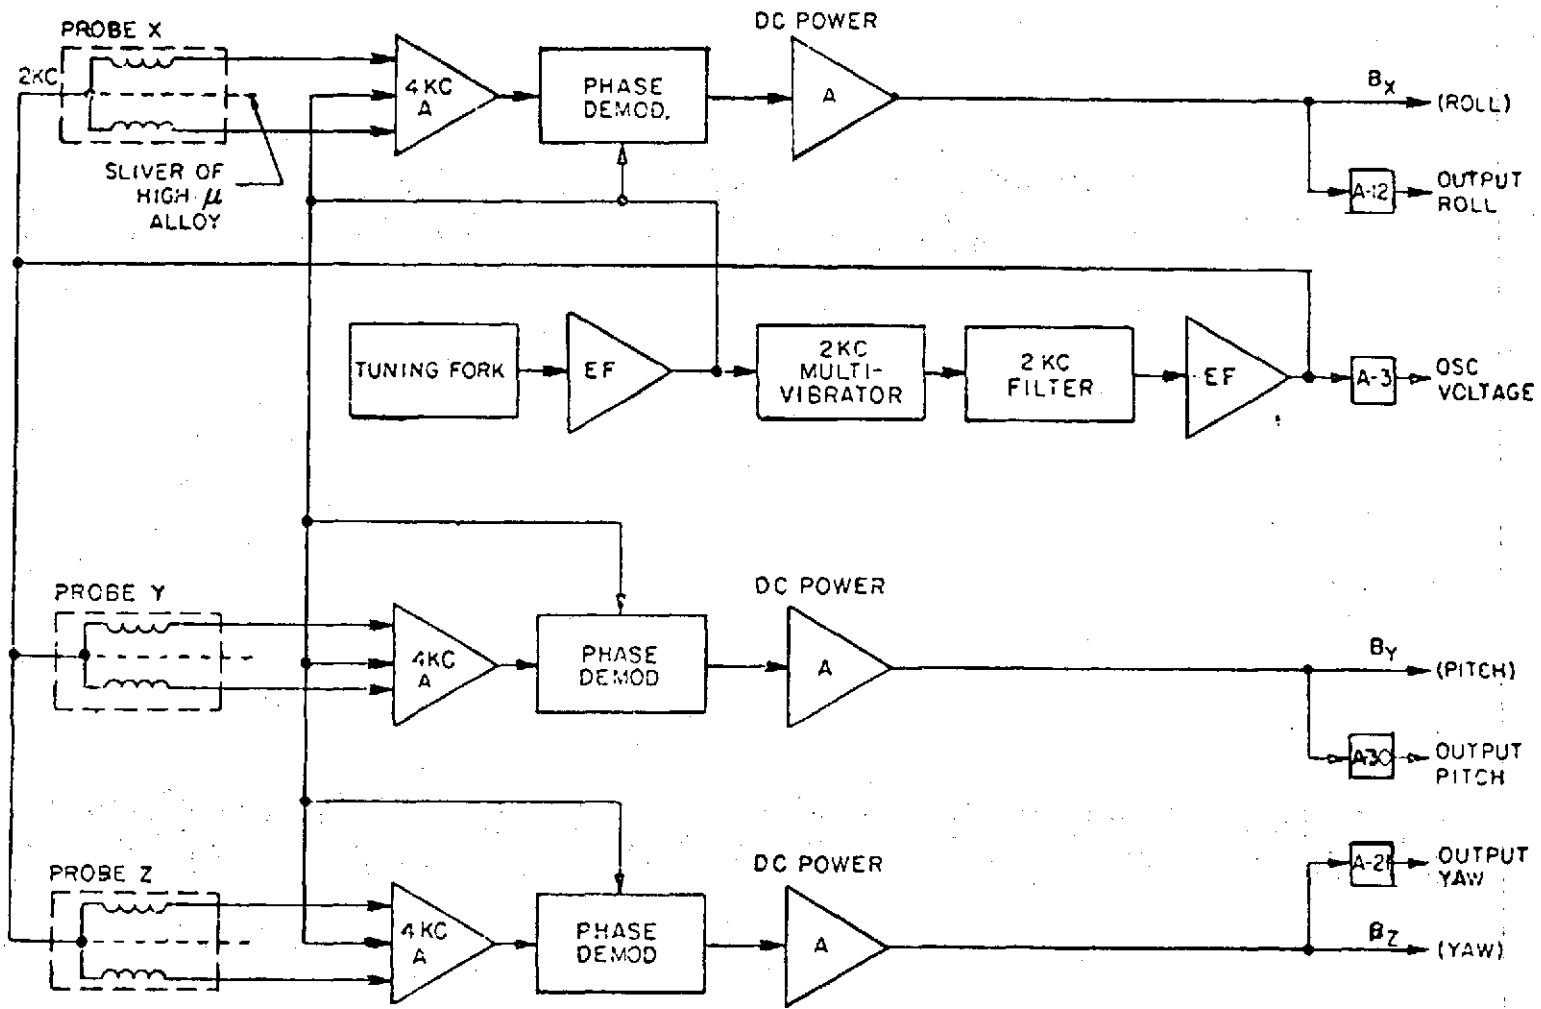 DC POWER
PROBE X
2KC
4KC
A
PHASE
DEMOD.
A
BX
(ROLL)
SLIVER OF
HIGH μ
ALLOY
A-12
OUTPUT
ROLL
TUNING FORK
EF
2KC
MULTI-
VIBRATOR
2 KC
FILTER
EF
A-3
OSC
VOLTAGE
PROBE Y
DC POWER
4KC
A
PHASE
DEMOD
A
BY
(PITCH)
A-30
OUTPUT
PITCH
PROBE Z
DC POWER
4KC
A
PHASE
DEMOD
A
A-21
OUTPUT
YAW
BZ
(YAW)